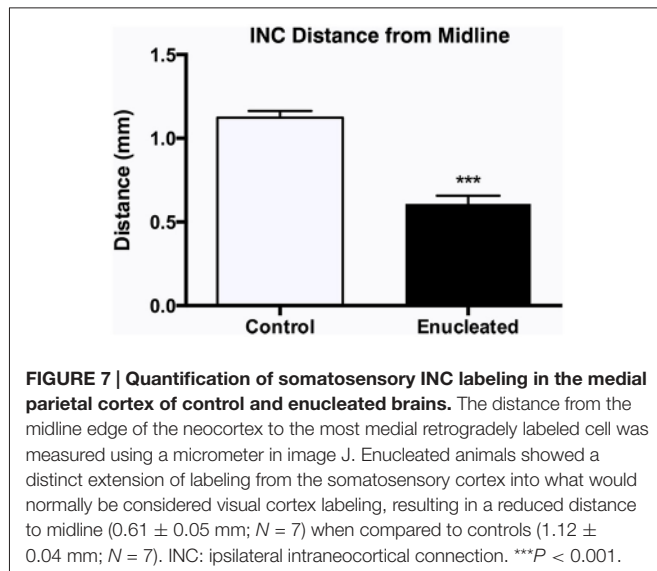 INC Distance from Midline
1.5
1.0
0.5
0.0
Distance (mm)
***
Control Enucleated
FIGURE 7 | Quantification of somatosensory INC labeling in the medial
parietal cortex of control and enucleated brains. The distance from the
midline edge of the neocortex to the most medial retrogradely labeled cell was
measured using a micrometer in image J. Enucleated animals showed a
distinct extension of labeling from the somatosensory cortex into what would
normally be considered visual cortex labeling, resulting in a reduced distance
to midline (0.61 ± 0.05 mm; N = 7) when compared to controls (1.12 ±
0.04 mm; N = 7). INC: ipsilateral intraneocortical connection. ***P < 0.001.